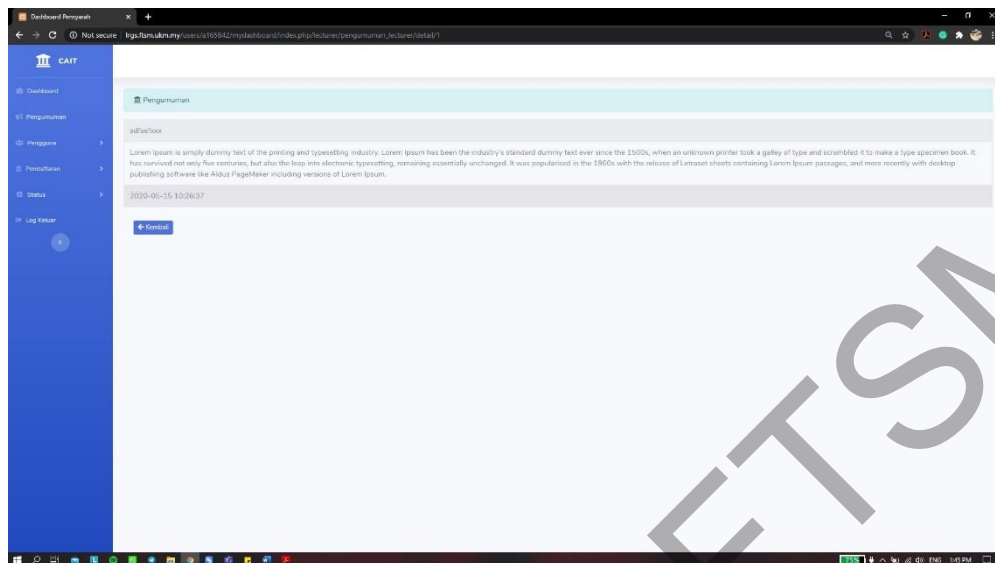 Dashboard Pensyarah
Not secure | lrgs.ftsm.ukm.my/users/a165642/mydashboard/index.php/lecturer/pengumuman_lecturer/detail/1
CAIT
Dashboard
Pengumuman
Pengumuman
Pengguna
sdfsefxxx
Lorem Ipsum is simply dummy text of the printing and typesetting industry. Lorem Ipsum has been the industry's standard dummy text ever since the 1500s, when an unknown printer took a galley of type and scrambled it to make a type specimen book. It
has survived not only five centuries, but also the leap into electronic typesetting, remaining essentially unchanged. It was popularised in the 1960s with the release of Letraset sheets containing Lorem Ipsum passages, and more recently with desktop
publishing software like Aldus PageMaker including versions of Lorem Ipsum.
Pendaftaran
Status
2020-05-15 10:26:37
Log Keluar
Kembali
FTSM
75%
ENG
1:45 PM